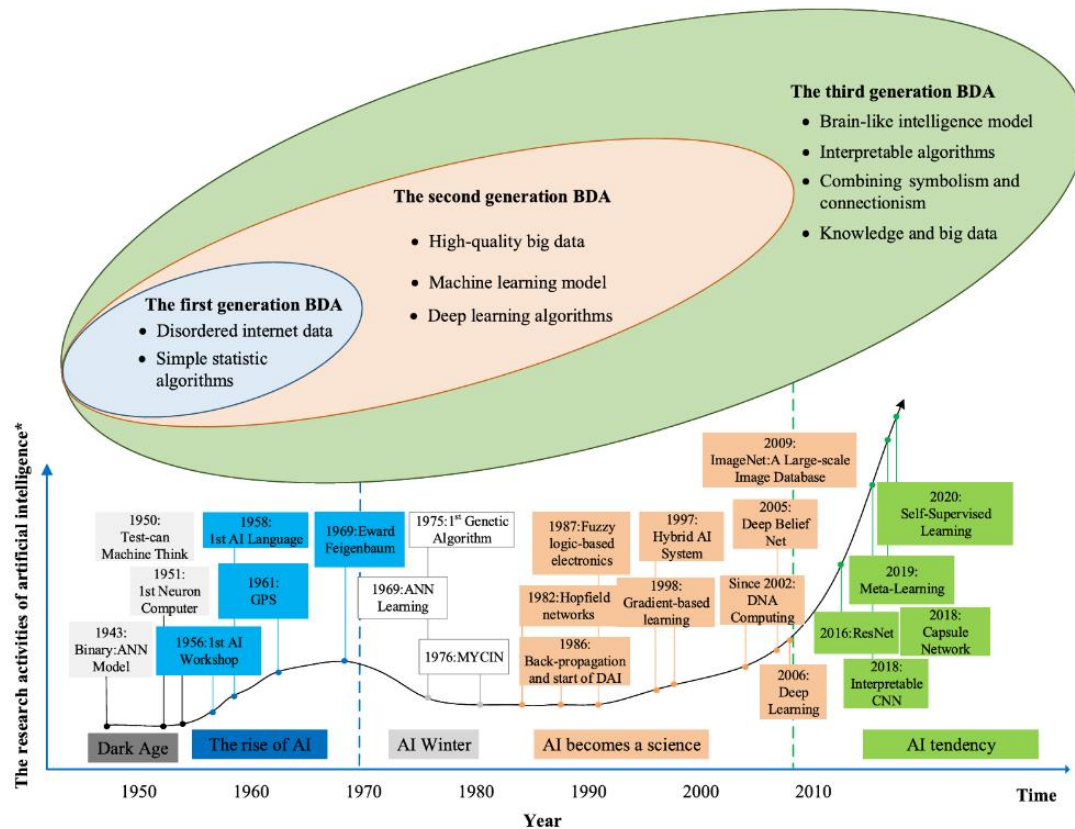 The third generation BDA
• Brain-like intelligence model
• Interpretable algorithms
• Combining symbolism and
connectionism
• Knowledge and big data
The second generation BDA
• High-quality big data
• Machine learning model
• Deep learning algorithms
The first generation BDA
• Disordered internet data
• Simple statistic
algorithms
The research activities of artificial intelligence*
1950:
Test-can
Machine Think
1951:
1st Neuron
Computer
1943:
Binary:ANN
Model
1958:
1st AI Language
1961:
GPS
1956:1st AI
Workshop
1969:Eward
Feigenbaum
1975:1st Genetic
Algorithm
1969:ANN
Learning
1976:MYCIN
1987:Fuzzy
logic-based
electronics
1982:Hopfield
networks
1986:
Back-propagation
and start of DAI
1997:
Hybrid AI
System
1998:
Gradient-based
learning
2009:
ImageNet:A Large-scale
Image Database
2005:
Deep Belief
Net
Since 2002:
DNA
Computing
2006:
Deep
Learning
2020:
Self-Supervised
Learning
2019:
Meta-Learning
2016:ResNet
2018:
Capsule
Network
2018:
Interpretable
CNN
Dark Age
The rise of AI
AI Winter
AI becomes a science
AI tendency
1950
1960
1970
1980
1990
2000
2010
Time
Year